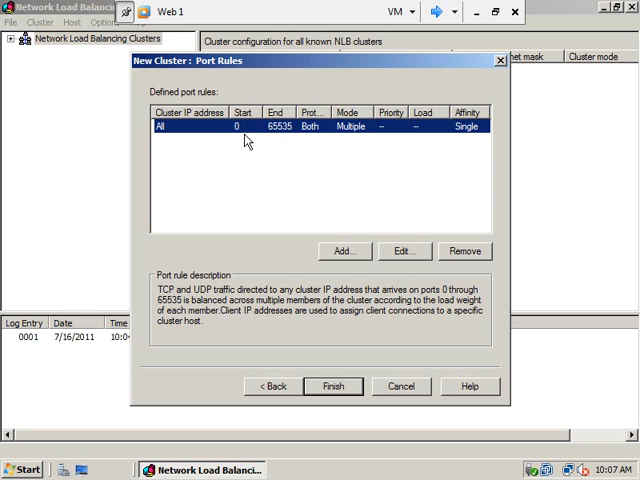 Network Load Balancing
Web 1
VM
File Cluster Host Options
Network Load Balancing Clusters
Cluster configuration for all known NLB clusters
net mask
Cluster mode
New Cluster : Port Rules
Defined port rules:
Cluster IP address Start End Prot... Mode Priority Load Affinity
All 0 65535 Both Multiple -- -- Single
Add... Edit... Remove
Port rule description
TCP and UDP traffic directed to any cluster IP address that arrives on ports 0 through
65535 is balanced across multiple members of the cluster according to the load weight
of each member.Client IP addresses are used to assign client connections to a specific
cluster host.
Log Entry Date Time
0001 7/16/2011 10:04
< Back Finish Cancel Help
Start
Network Load Balanci...
10:07 AM